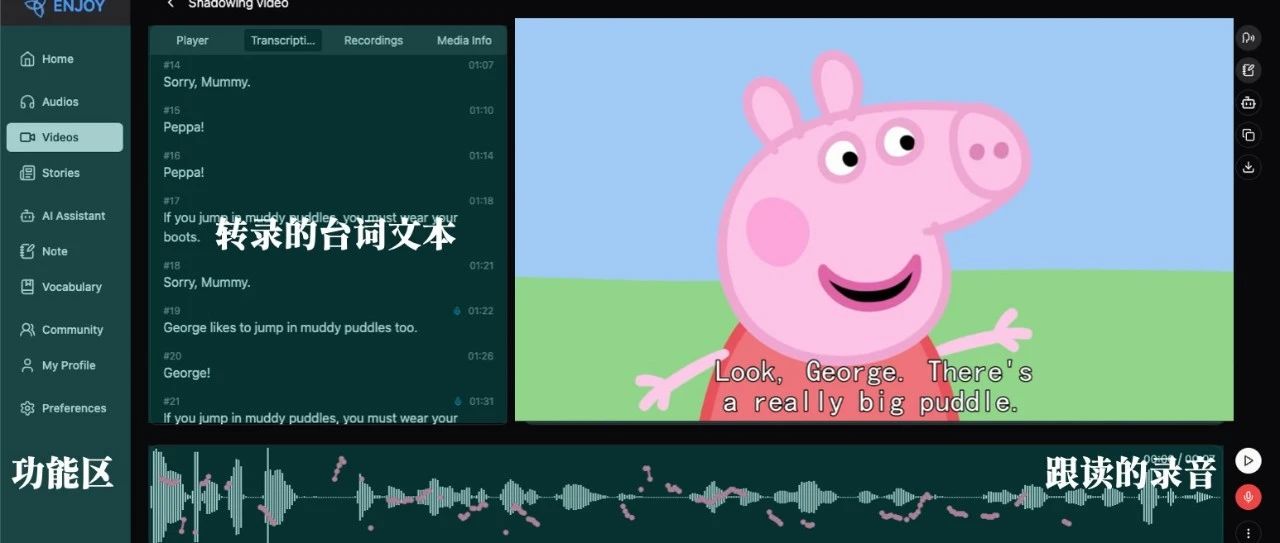 ENJOY
Shadowing video
Home
Audios
Videos
Stories
AI Assistant
Note
Vocabulary
Community
My Profile
Preferences
功能区
Player
Transcripti...
Recordings
Media Info
#14 01:07
Sorry, Mummy.
#15 01:10
Peppa!
#16 01:14
Peppa!
#17 01:18
If you jump in muddy puddles, you must wear your
boots.
转录的台词文本
#18 01:21
Sorry, Mummy.
#19 01:22
George likes to jump in muddy puddles too.
#20 01:26
George!
#21 01:31
If you jump in muddy puddles, you must wear your
Look, George. There's
a really big puddle.
跟读的录音